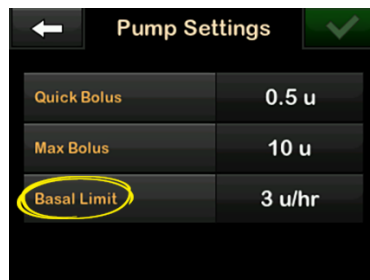 Pump Settings
Quick Bolus 0.5 u
Max Bolus 10 u
Basal Limit 3 u/hr